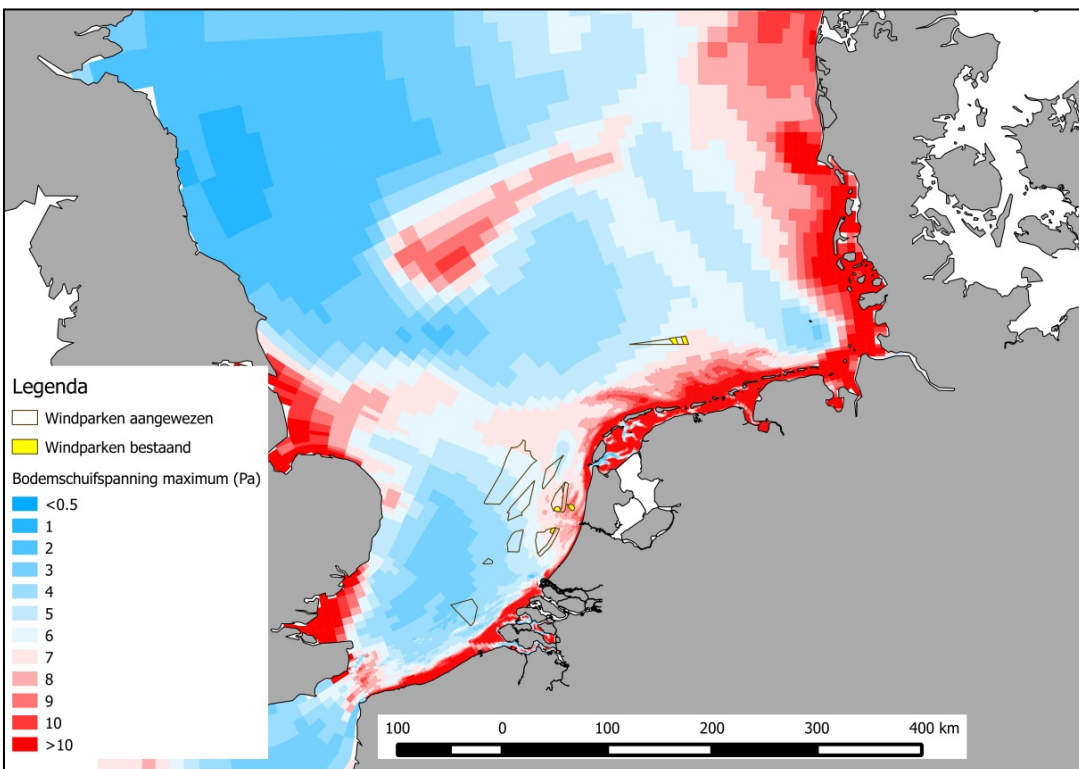 Legenda
Windparken aangewezen
Windparken bestaand
Bodemschuifspanning maximum (Pa)
<0.5
1
2
3
4
5
6
7
8
9
10
>10
100 0 100 200 300 400 km